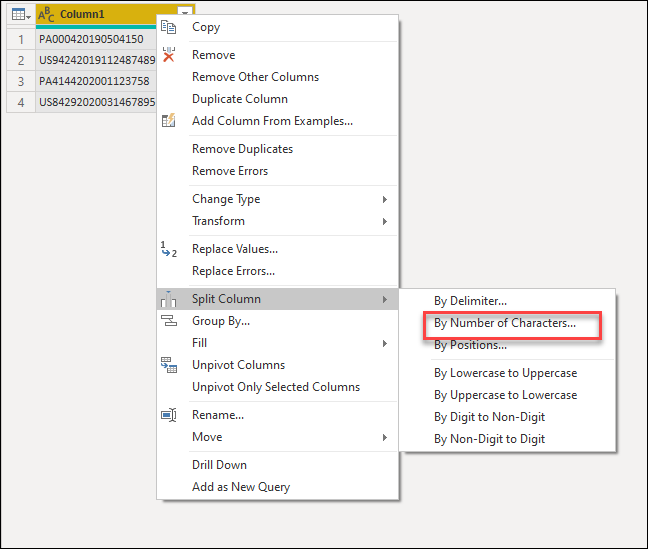 ABC Column1
1 PA000420190504150
2 US94242019112487489
3 PA4144202001123758
4 US84292020031467895
Copy
Remove
Remove Other Columns
Duplicate Column
Add Column From Examples...
Remove Duplicates
Remove Errors
Change Type
Transform
1 2 Replace Values...
Replace Errors...
Split Column
Group By...
Fill
Unpivot Columns
Unpivot Only Selected Columns
Rename...
Move
Drill Down
Add as New Query
By Delimiter...
By Number of Characters...
By Positions...
By Lowercase to Uppercase
By Uppercase to Lowercase
By Digit to Non-Digit
By Non-Digit to Digit